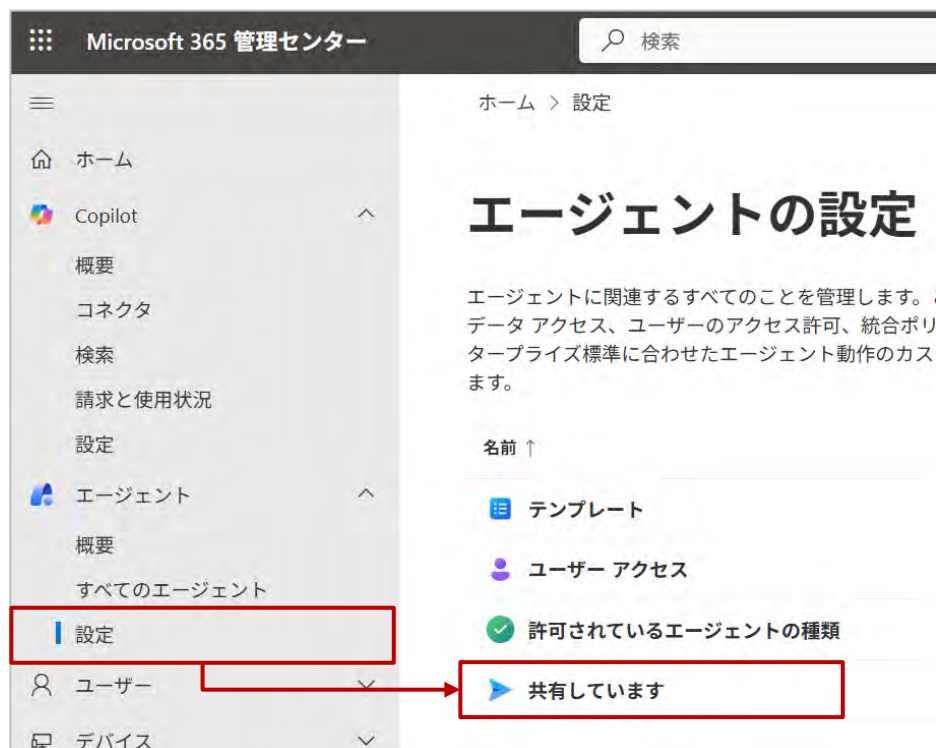 Microsoft 365 管理センター
検索
ホーム > 設定
ホーム
Copilot
概要
コネクタ
検索
請求と使用状況
設定
エージェント
概要
すべてのエージェント
設定
ユーザー
デバイス
エージェントの設定
エージェントに関連するすべてのことを管理します。
データ アクセス、ユーザーのアクセス許可、統合ポリ
タープライズ標準に合わせたエージェント動作のカス
ます。
名前 ↑
テンプレート
ユーザー アクセス
許可されているエージェントの種類
共有しています